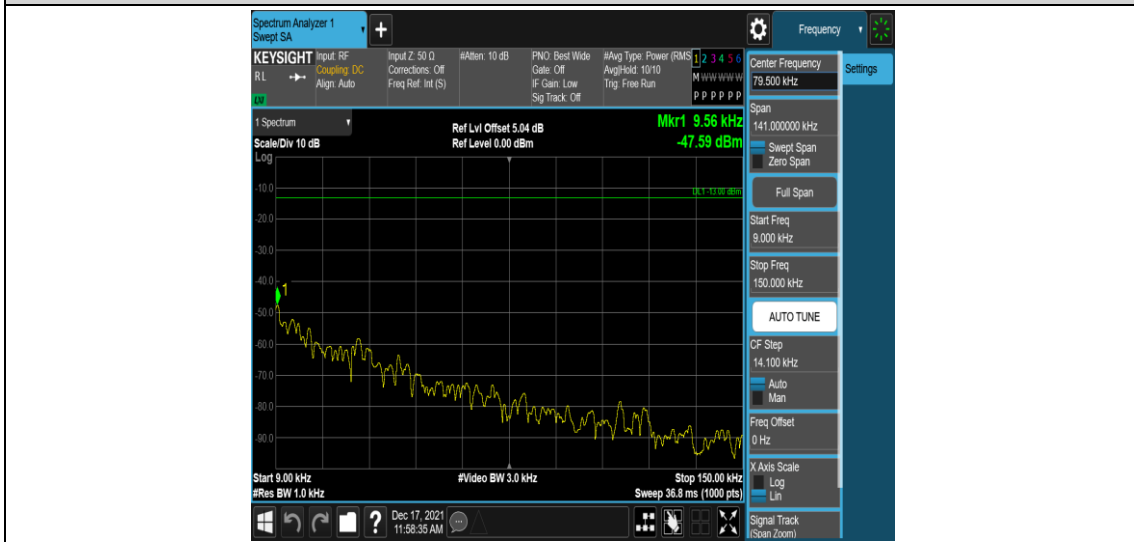 Spectrum Analyzer 1
Swept SA
+
Frequency
KEYSIGHT
Input: RF
Coupling: DC
Align: Auto
RL
Input Z: 50 Ω
Corrections: Off
Freq Ref: Int (S)
#Atten: 10 dB
PNO: Best Wide
Gate: Off
IF Gain: Low
Sig Track: Off
#Avg Type: Power (RMS
Avg|Hold: 10/10
Trig: Free Run
1 2 3 4 5 6
M W W W W W
P P P P P P
1 Spectrum
Scale/Div 10 dB
Log
Ref Lvl Offset 5.04 dB
Ref Level 0.00 dBm
Mkr1 9.56 kHz
-47.59 dBm
DL1 -13.00 dBm
-10.0
-20.0
-30.0
-40.0
1
-50.0
-60.0
-70.0
-80.0
-90.0
Start 9.00 kHz
#Res BW 1.0 kHz
#Video BW 3.0 kHz
Stop 150.00 kHz
Sweep 36.8 ms (1000 pts)
Dec 17, 2021
11:58:35 AM
?
Center Frequency
79.500 kHz
Settings
Span
141.000000 kHz
Swept Span
Zero Span
Full Span
Start Freq
9.000 kHz
Stop Freq
150.000 kHz
AUTO TUNE
CF Step
14.100 kHz
Auto
Man
Freq Offset
0 Hz
X Axis Scale
Log
Lin
Signal Track
(Span Zoom)